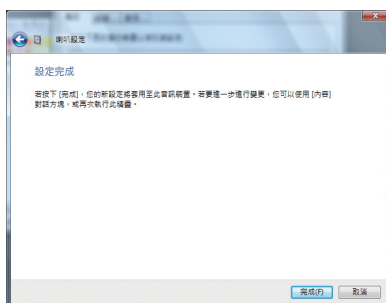 喇叭設定
設定完成
若按下 [完成]，您的新設定將套用至此音訊裝置。若要進一步進行變更，您可以使用 [內容]
對話方塊，或再次執行此精靈。
完成(F)
取消